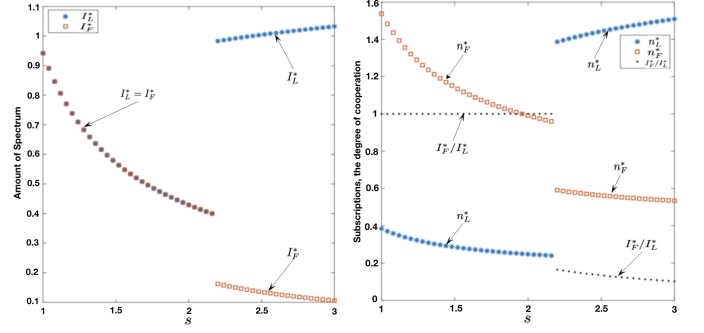 1.1
1
0.9
0.8
0.7
0.6
0.5
0.4
0.3
0.2
0.1
Amount of Spectrum
I*_L
I*_F
I*_L = I*_F
I*_L
I*_F
1
1.5
2
2.5
3
s
1.6
1.4
1.2
1
0.8
0.6
0.4
0.2
0
Subscriptions, the degree of cooperation
n*_L
n*_F
I*_F/I*_L
n*_F
n*_L
I*_F/I*_L
n*_F
n*_L
I*_F/I*_L
1
1.5
2
2.5
3
s